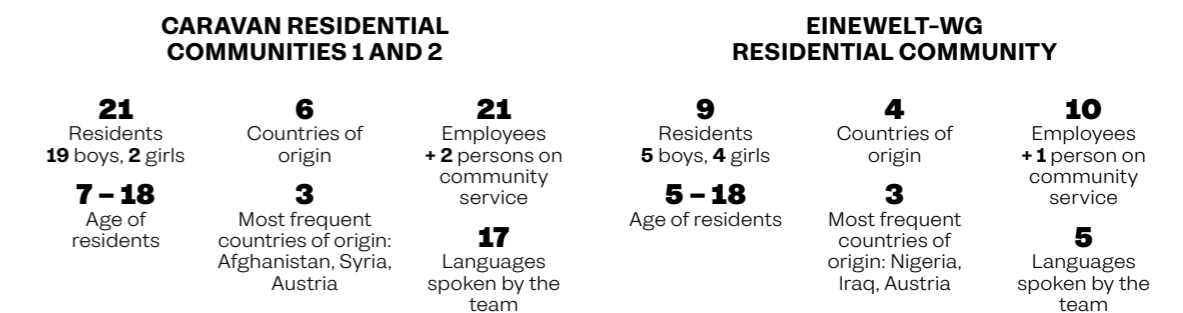 CARAVAN RESIDENTIAL
COMMUNITIES 1 AND 2
21
Residents
19 boys, 2 girls
7 – 18
Age of
residents
6
Countries of
origin
3
Most frequent
countries of origin:
Afghanistan, Syria,
Austria
21
Employees
+ 2 persons on
community
service
17
Languages
spoken by the
team
EINEWELT-WG
RESIDENTIAL COMMUNITY
9
Residents
5 boys, 4 girls
5 – 18
Age of residents
4
Countries of
origin
3
Most frequent
countries of
origin: Nigeria,
Iraq, Austria
10
Employees
+ 1 person on
community
service
5
Languages
spoken by the
team